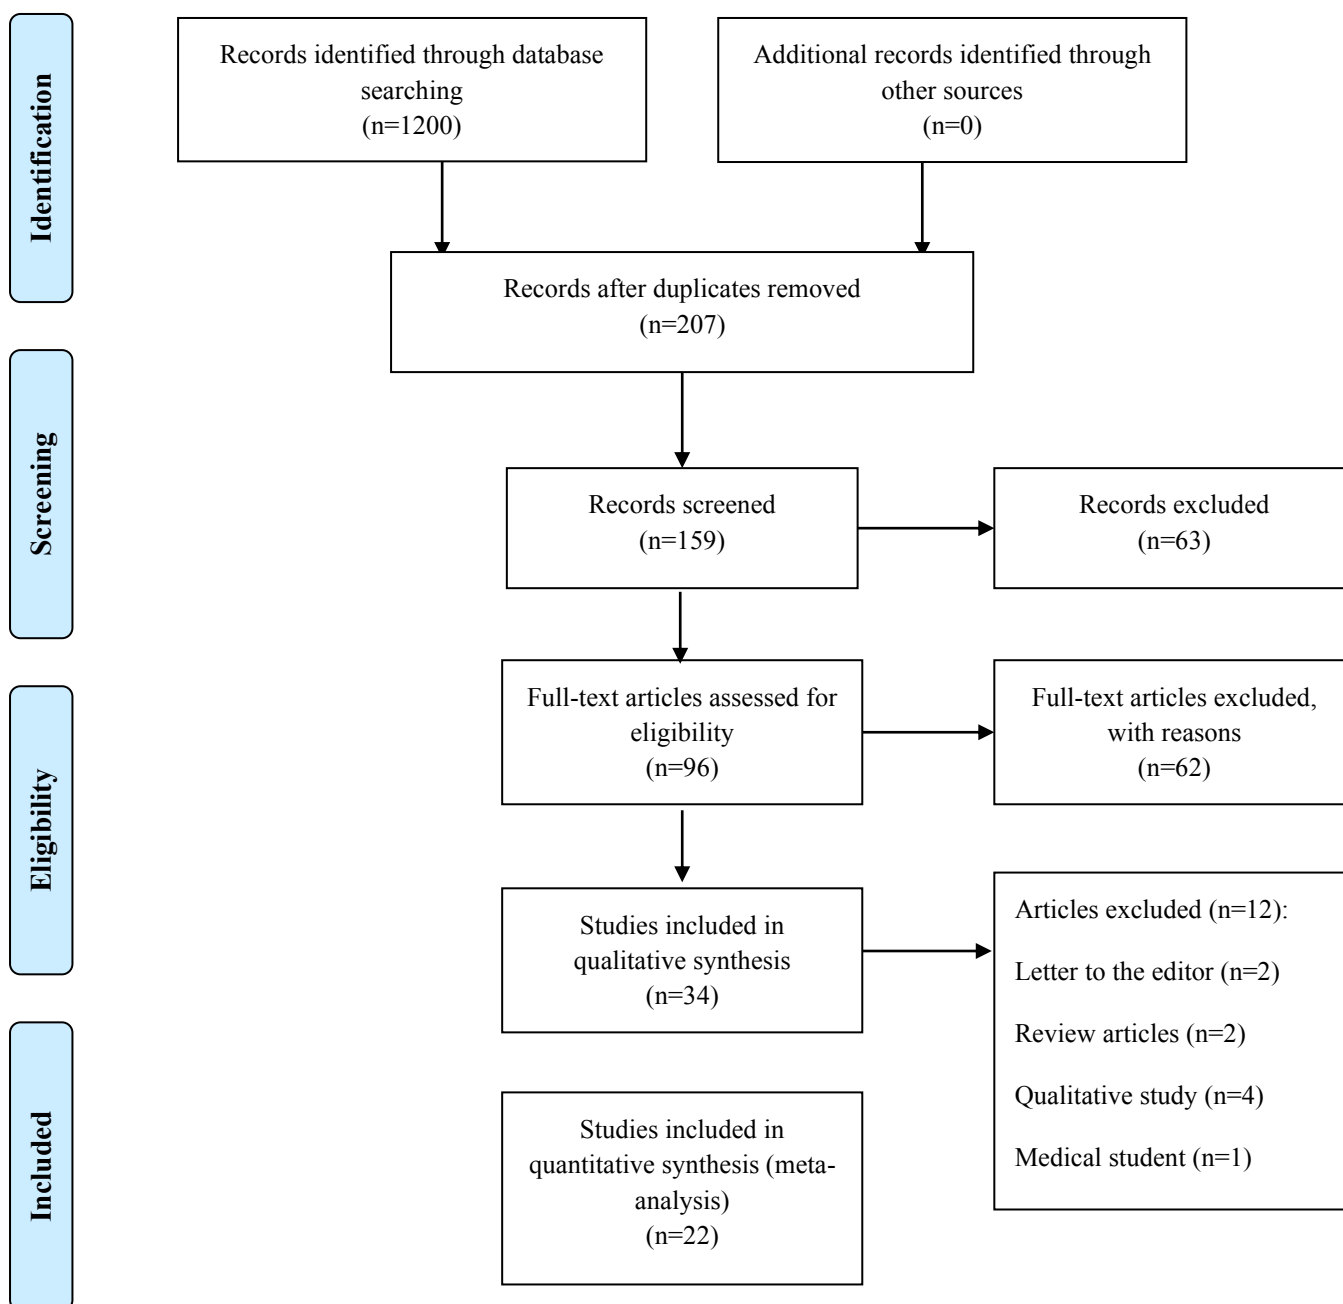 Identification
Records identified through database
searching
(n=1200)
Additional records identified through
other sources
(n=0)
Records after duplicates removed
(n=207)
Screening
Records screened
(n=159)
Records excluded
(n=63)
Eligibility
Full-text articles assessed for
eligibility
(n=96)
Full-text articles excluded,
with reasons
(n=62)
Studies included in
qualitative synthesis
(n=34)
Articles excluded (n=12):
Letter to the editor (n=2)
Review articles (n=2)
Qualitative study (n=4)
Medical student (n=1)
Included
Studies included in
quantitative synthesis (meta-
analysis)
(n=22)